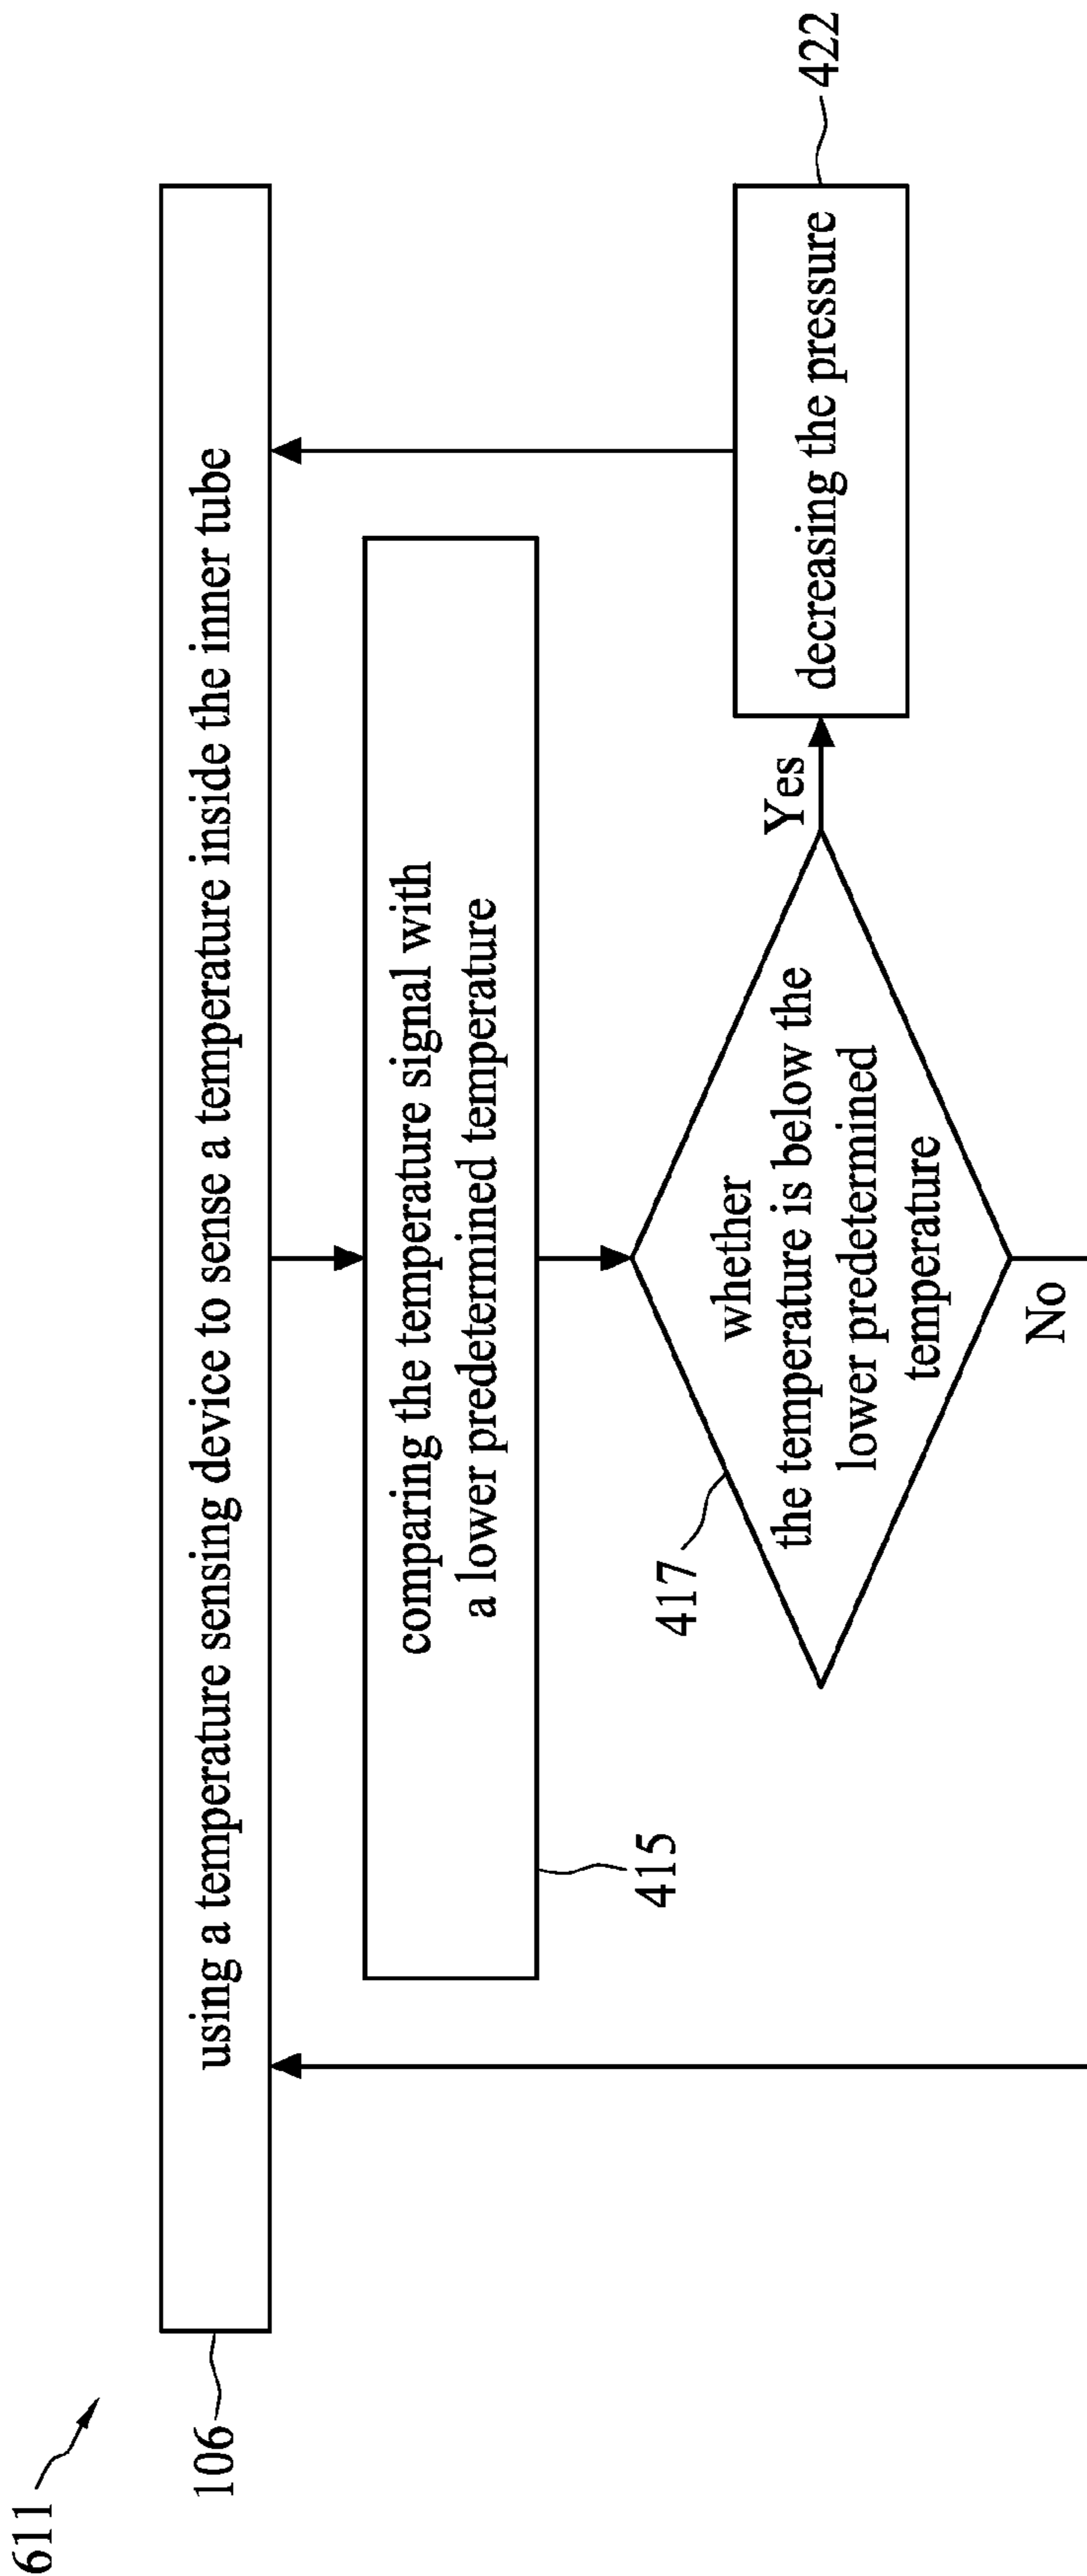 611
106
using a temperature sensing device to sense a temperature inside the inner tube
comparing the temperature signal with
a lower predetermined temperature
415
417
whether
the temperature is below the
lower predetermined
temperature
Yes
decreasing the pressure
422
No